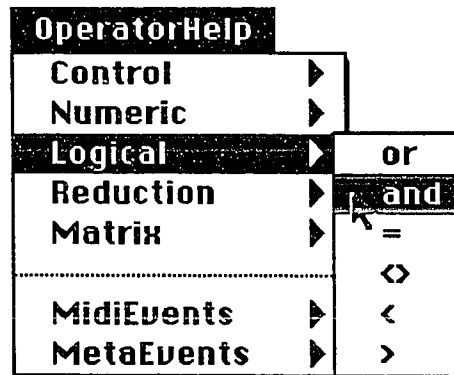 OperatorHelp
Control
Numeric
Logical
Reduction
Matrix
MidiEvents
MetaEvents
or
and
=
<>
<
>